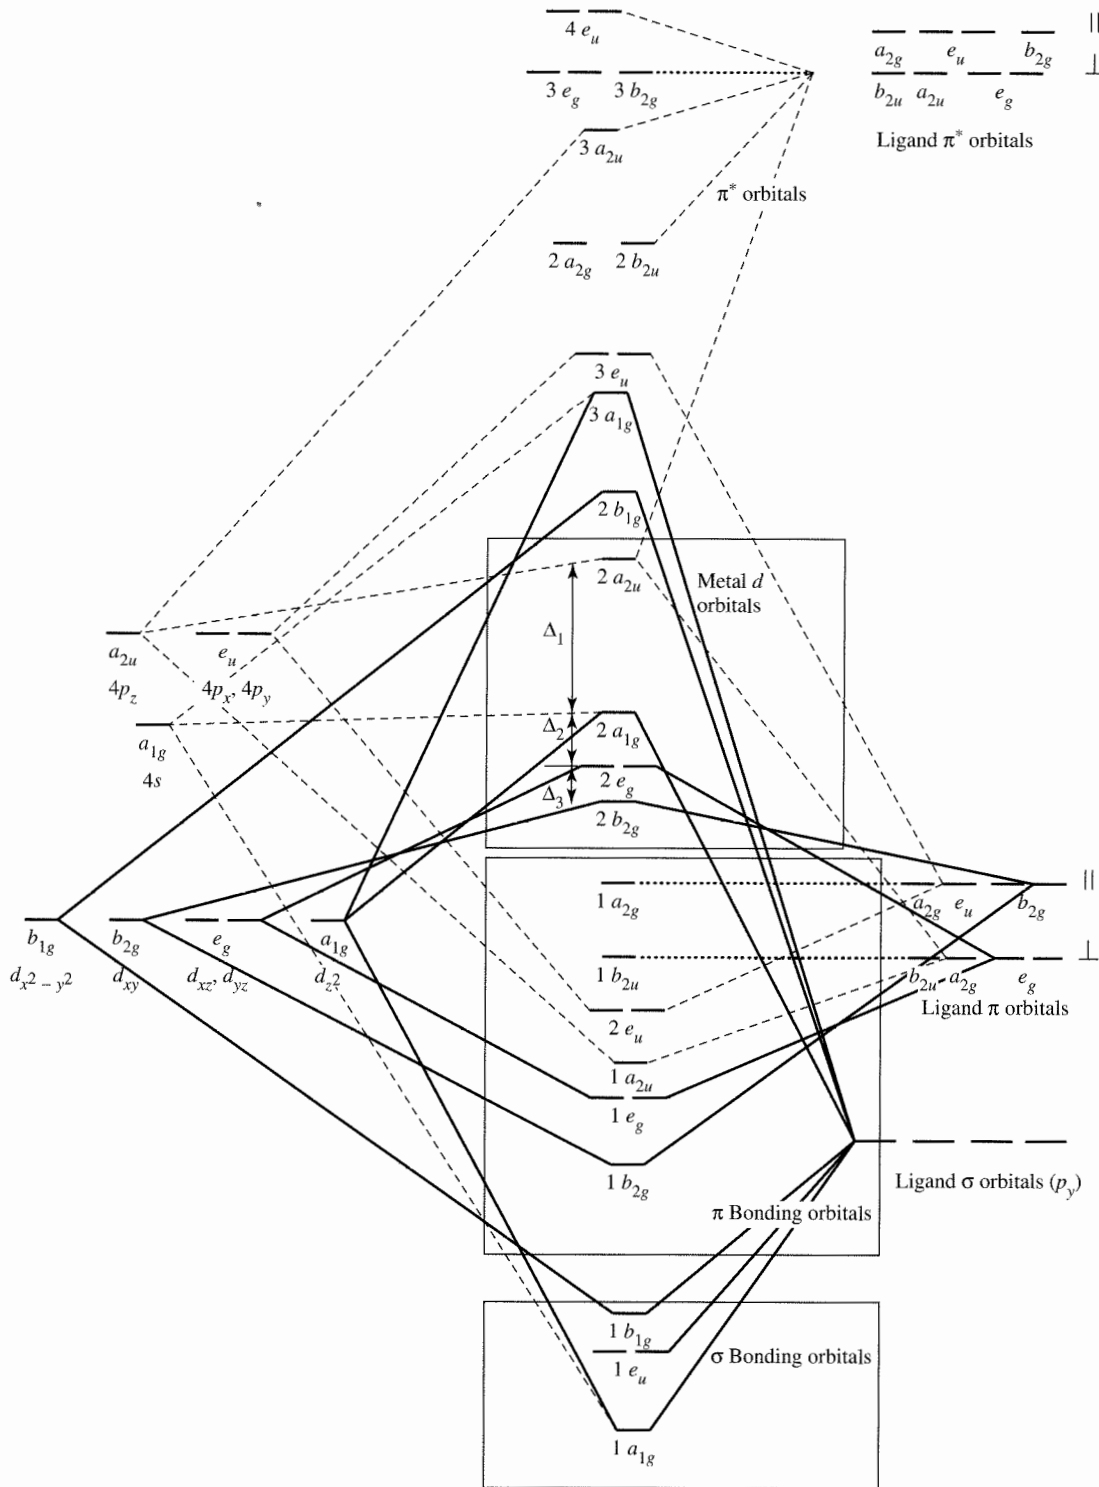 4 e_u
||
a_2g e_u b_2g
3 e_g 3 b_2g
⊥
b_2u a_2u e_g
3 a_2u
Ligand π* orbitals
π* orbitals
2 a_2g 2 b_2u
3 e_u
3 a_1g
2 b_1g
2 a_2u
Metal d
orbitals
Δ_1
a_2u e_u
4p_z 4p_x, 4p_y
Δ_2
2 a_1g
a_1g
4s
2 e_g
Δ_3
2 b_2g
||
1 a_2g
a_2g e_u b_2g
b_1g b_2g e_g a_1g
d_x² – y² d_xy d_xz, d_yz d_z²
⊥
1 b_2u
b_2u a_2g e_g
Ligand π orbitals
2 e_u
1 a_2u
1 e_g
1 b_2g
Ligand σ orbitals (p_y)
π Bonding orbitals
1 b_1g
σ Bonding orbitals
1 e_u
1 a_1g